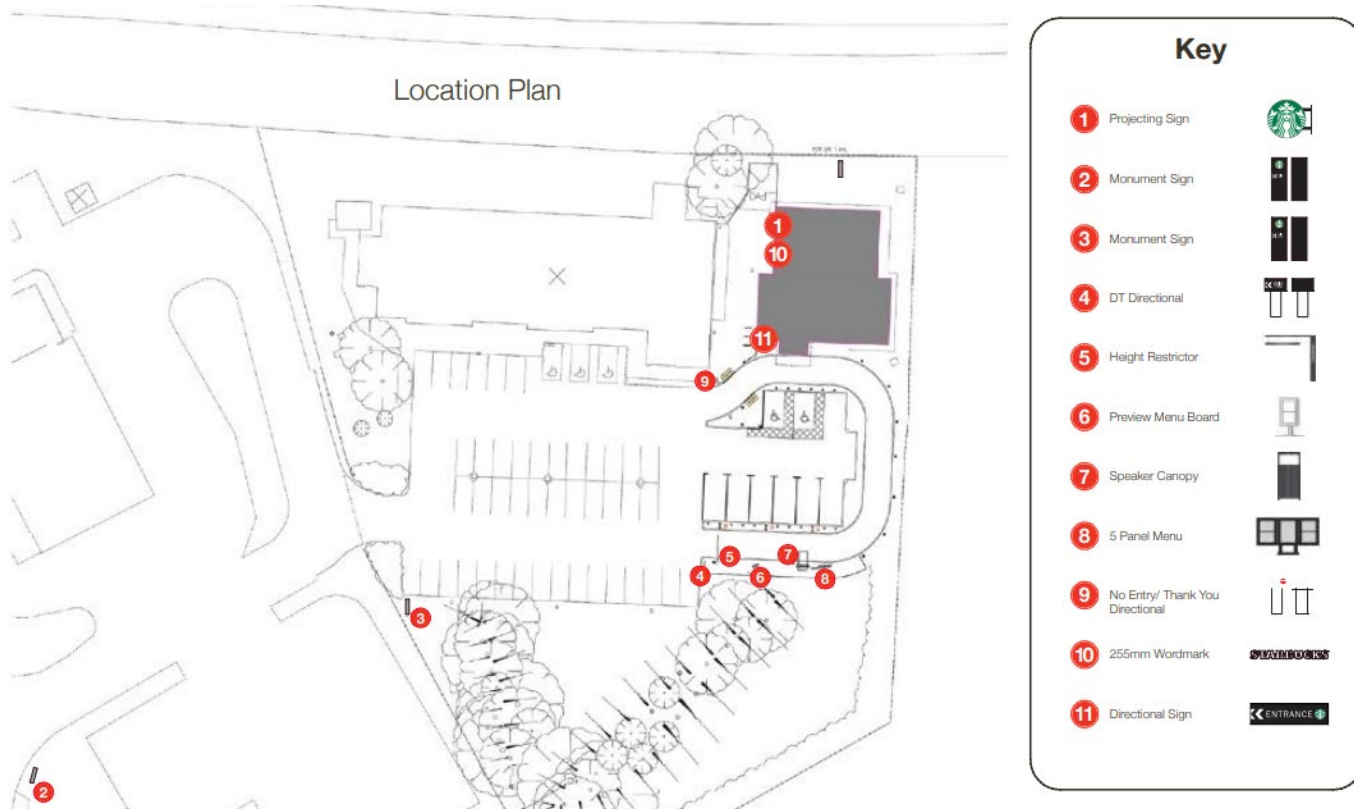 Location Plan
1
10
11
9
5
7
4
6
8
3
2
Key
1 Projecting Sign
2 Monument Sign
3 Monument Sign
4 DT Directional
5 Height Restrictor
6 Preview Menu Board
7 Speaker Canopy
8 5 Panel Menu
9 No Entry/ Thank You
Directional
10 255mm Wordmark STARBUCKS
11 Directional Sign ENTRANCE